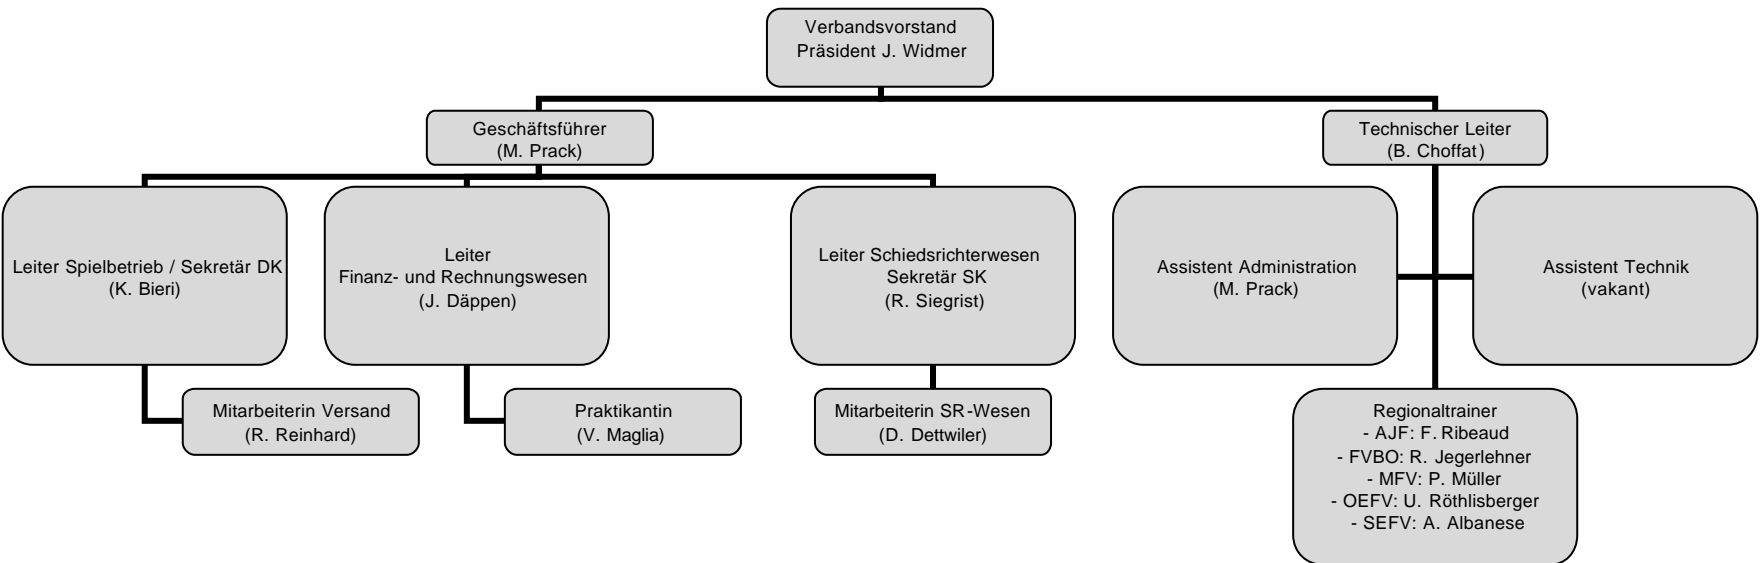 Verbandsvorstand
Präsident J. Widmer
Geschäftsführer
(M. Prack)
Technischer Leiter
(B. Choffat)
Leiter Spielbetrieb / Sekretär DK
(K. Bieri)
Leiter
Finanz- und Rechnungswesen
(J. Däppen)
Leiter Schiedsrichterwesen
Sekretär SK
(R. Siegrist)
Assistent Administration
(M. Prack)
Assistent Technik
(vakant)
Mitarbeiterin Versand
(R. Reinhard)
Praktikantin
(V. Maglia)
Mitarbeiterin SR-Wesen
(D. Dettwiler)
Regionaltrainer
- AJF: F. Ribeaud
- FVBO: R. Jegerlehner
- MFV: P. Müller
- OEFV: U. Röthlisberger
- SEFV: A. Albanese